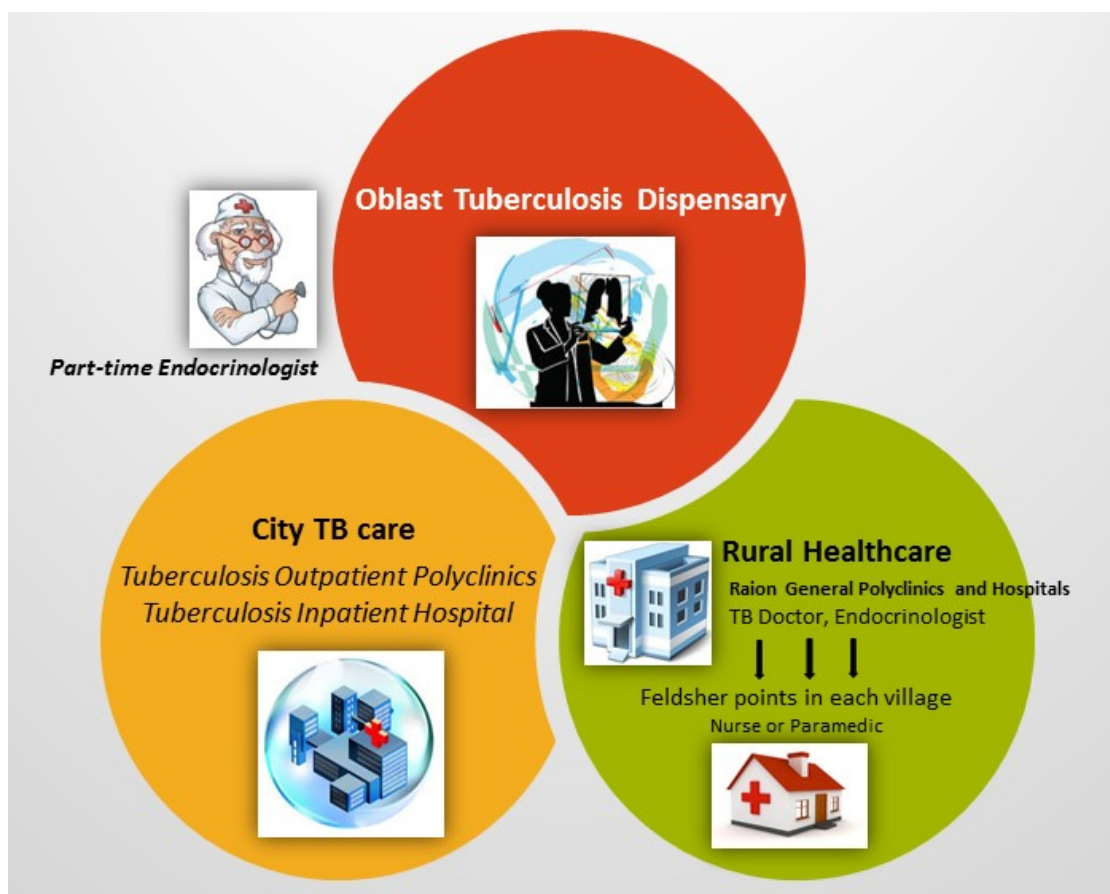 Oblast Tuberculosis Dispensary
Part-time Endocrinologist
City TB care
Tuberculosis Outpatient Polyclinics
Tuberculosis Inpatient Hospital
Rural Healthcare
Raion General Polyclinics and Hospitals
TB Doctor, Endocrinologist
Feldsher points in each village
Nurse or Paramedic